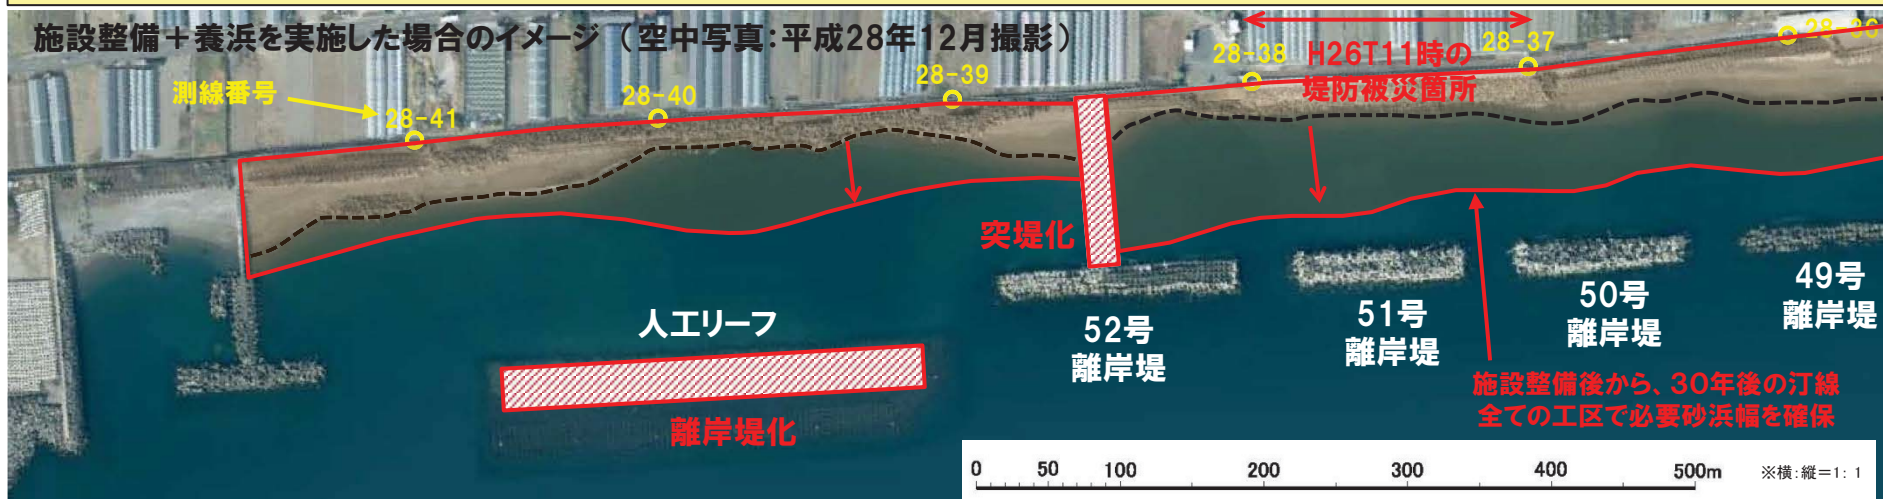 施設整備+養浜を実施した場合のイメージ (空中写真:平成28年12月撮影)
28-36
28-37
28-38
H26T11時の
堤防被災箇所
28-39
28-40
測線番号
28-41
突堤化
人工リーフ
離岸堤化
52号
離岸堤
51号
離岸堤
50号
離岸堤
49号
離岸堤
施設整備後から、30年後の汀線
全ての工区で必要砂浜幅を確保
0 50 100 200 300 400 500m ※横:縦=1:1